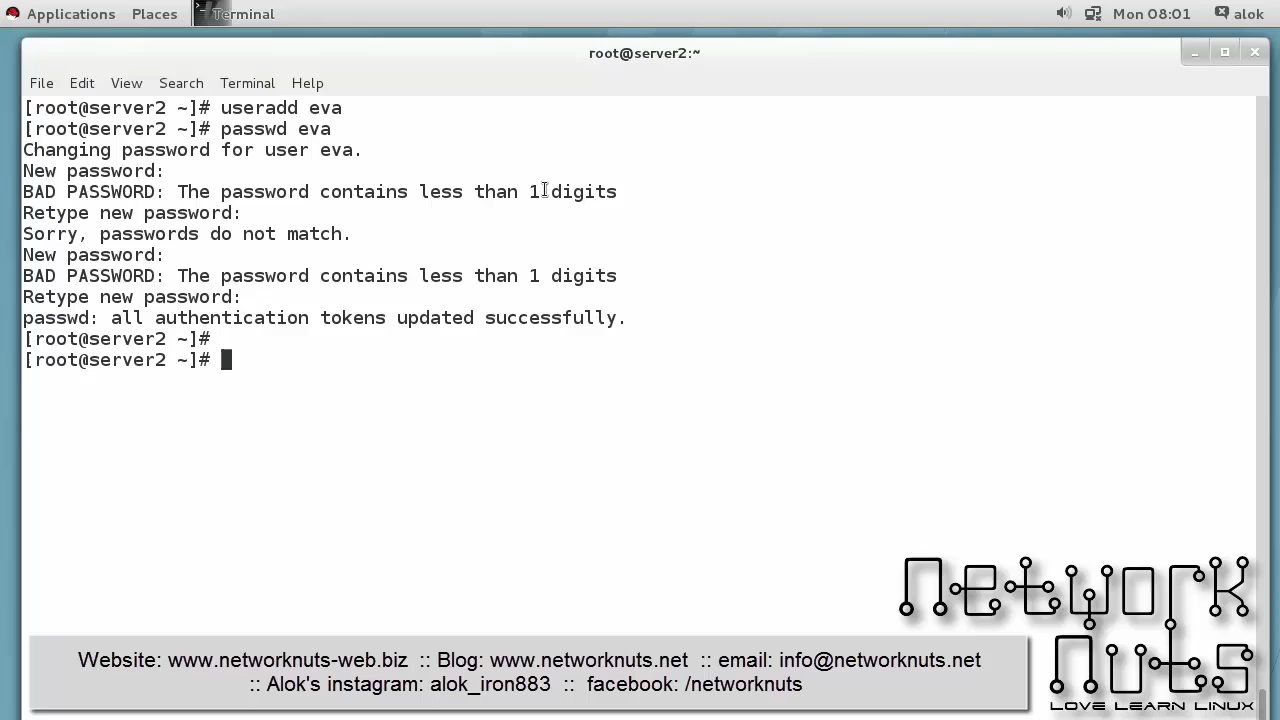 Applications Places Terminal Mon 08:01 alok
root@server2:~
File Edit View Search Terminal Help
[root@server2 ~]# useradd eva
[root@server2 ~]# passwd eva
Changing password for user eva.
New password:
BAD PASSWORD: The password contains less than 1 digits
Retype new password:
Sorry, passwords do not match.
New password:
BAD PASSWORD: The password contains less than 1 digits
Retype new password:
passwd: all authentication tokens updated successfully.
[root@server2 ~]#
[root@server2 ~]#
network
nuts
LOVE LEARN LINUX
Website: www.networknuts-web.biz :: Blog: www.networknuts.net :: email: info@networknuts.net
:: Alok's instagram: alok_iron883 :: facebook: /networknuts